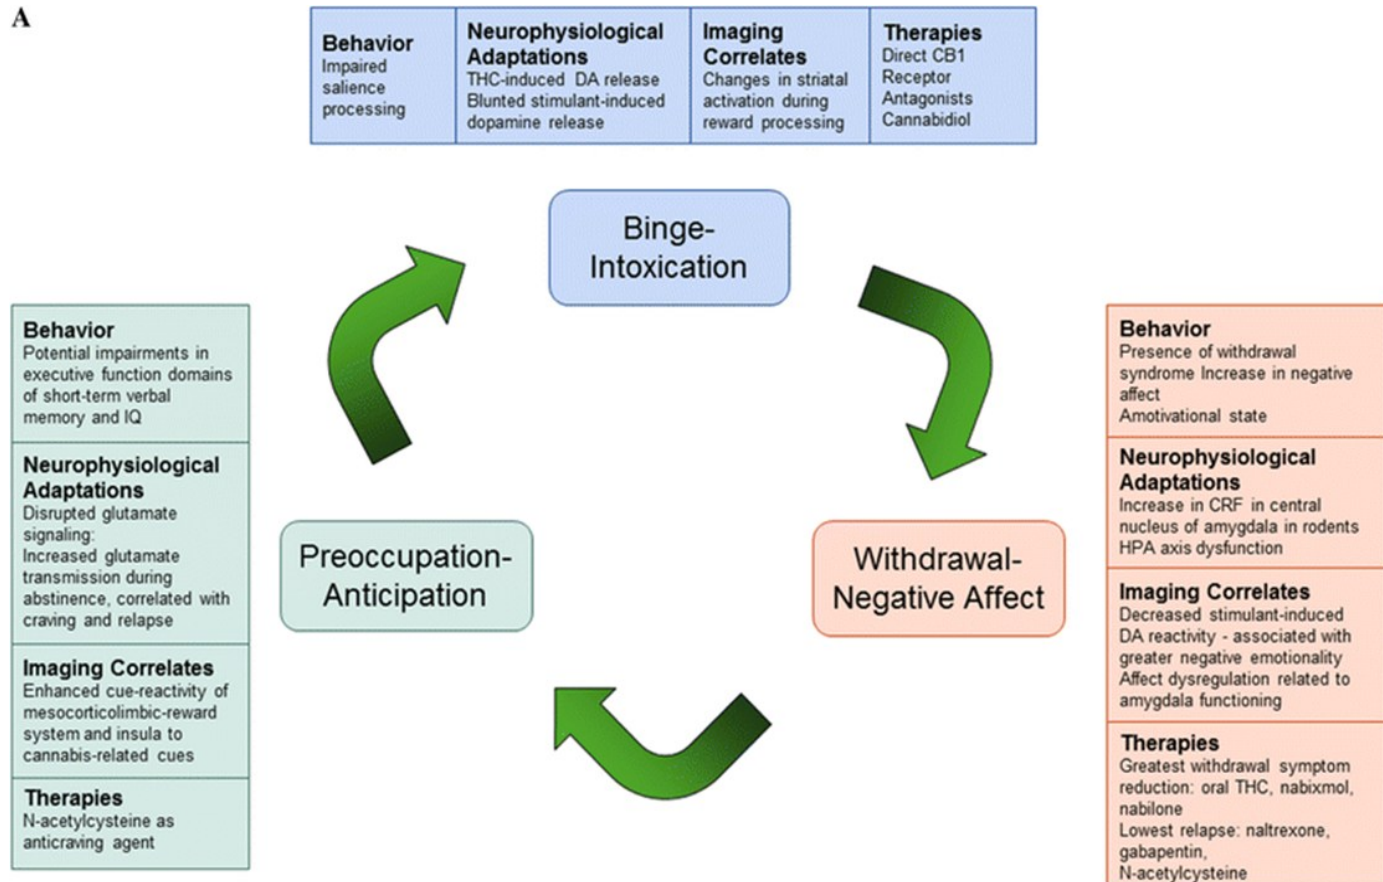 A
Behavior
Impaired
salience
processing
Neurophysiological
Adaptations
THC-induced DA release
Blunted stimulant-induced
dopamine release
Imaging
Correlates
Changes in striatal
activation during
reward processing
Therapies
Direct CB1
Receptor
Antagonists
Cannabidiol
Binge-
Intoxication
Behavior
Potential impairments in
executive function domains
of short-term verbal
memory and IQ
Neurophysiological
Adaptations
Disrupted glutamate
signaling:
Increased glutamate
transmission during
abstinence, correlated with
craving and relapse
Imaging Correlates
Enhanced cue-reactivity of
mesocorticolimbic-reward
system and insula to
cannabis-related cues
Therapies
N-acetylcysteine as
anticraving agent
Preoccupation-
Anticipation
Withdrawal-
Negative Affect
Behavior
Presence of withdrawal
syndrome Increase in negative
affect
Amotivational state
Neurophysiological
Adaptations
Increase in CRF in central
nucleus of amygdala in rodents
HPA axis dysfunction
Imaging Correlates
Decreased stimulant-induced
DA reactivity - associated with
greater negative emotionality
Affect dysregulation related to
amygdala functioning
Therapies
Greatest withdrawal symptom
reduction: oral THC, nabixmol,
nabilone
Lowest relapse: naltrexone,
gabapentin,
N-acetylcysteine